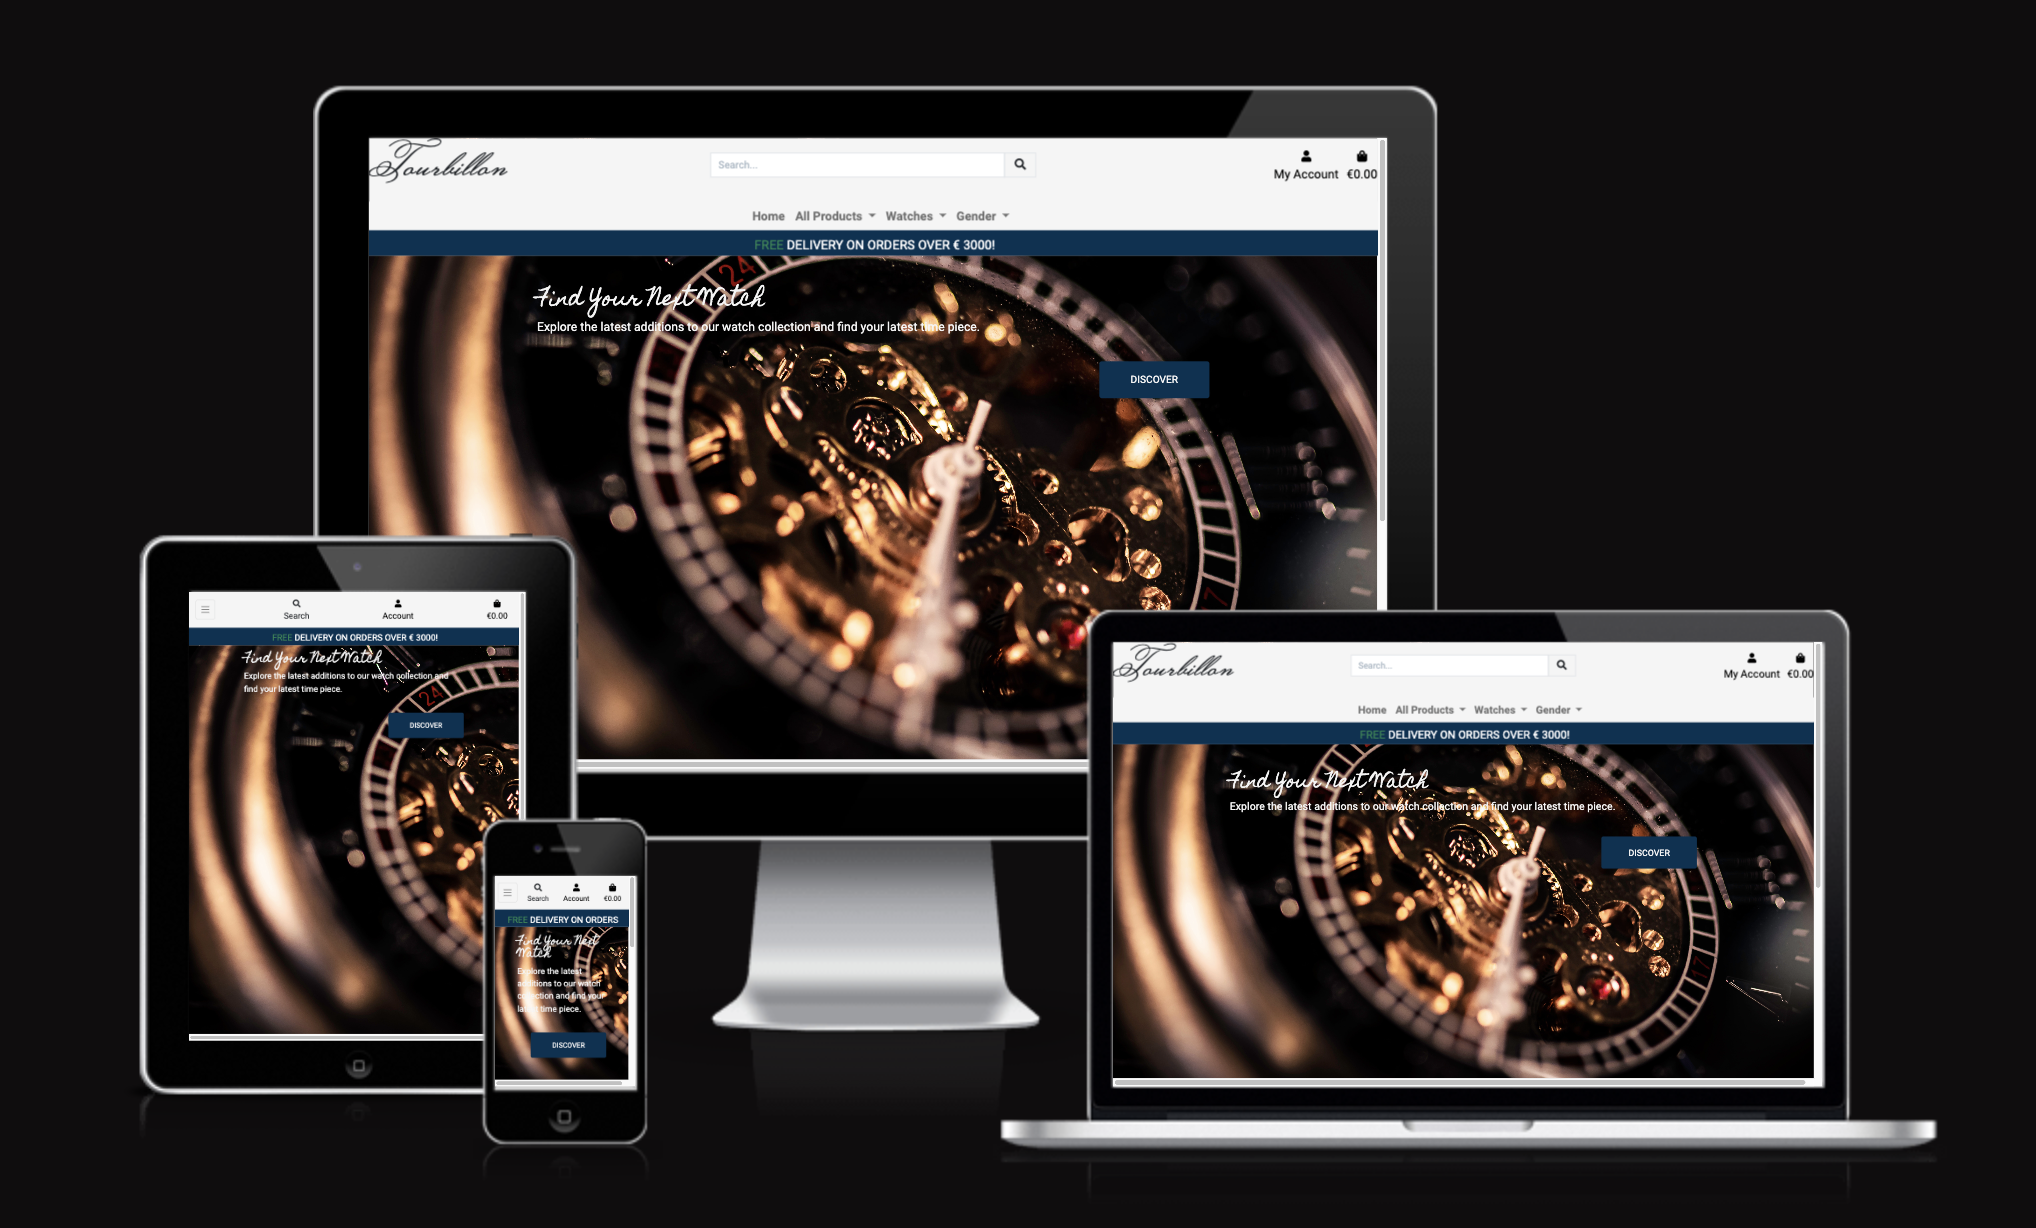 Tourbillon
Search...
My Account €0.00
Home All Products Watches Gender
FREE DELIVERY ON ORDERS OVER € 3000!
24
Find Your Next Watch
Explore the latest additions to our watch collection and find your latest time piece.
DISCOVER
17
Search Account €0.00
FREE DELIVERY ON ORDERS OVER € 3000!
Find Your Next Watch
Explore the latest additions to our watch collection and
find your latest time piece.
24
DISCOVER
Search Account €0.00
FREE DELIVERY ON ORDERS
Find Your Next
Watch
Explore the latest
additions to our watch
collection and find your
latest time piece.
DISCOVER
Tourbillon
Search...
My Account €0.00
Home All Products Watches Gender
FREE DELIVERY ON ORDERS OVER € 3000!
Find Your Next Watch
Explore the latest additions to our watch collection and find your latest time piece.
DISCOVER
17